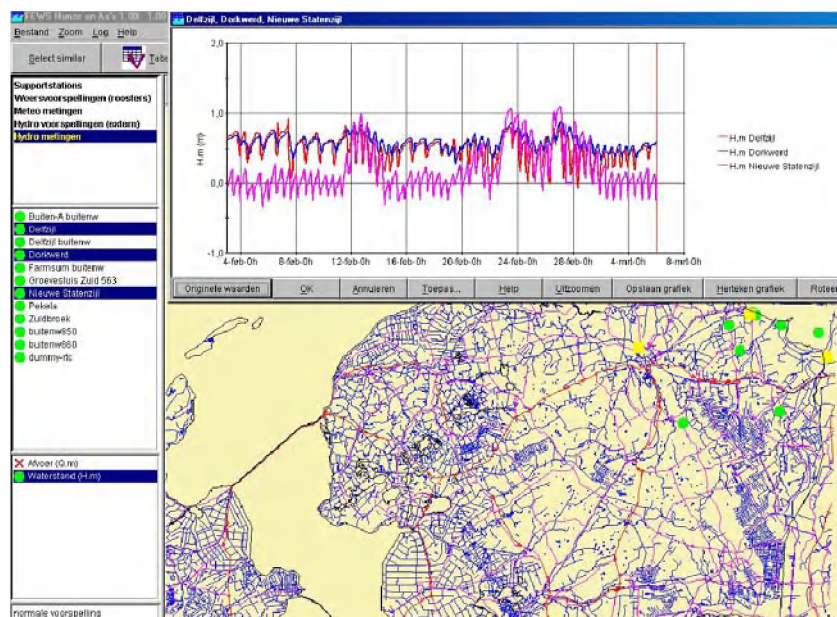 FEWS Hunze en Aa's 1.00 1.00
Bestand Zoom Log Help
Select similar Tabe
Supportstations
Weersvoorspellingen (roosters)
Meteo metingen
Hydro voorspellingen (extern)
Hydro metingen
Buiten-A buitenw
Delfzijl
Delfzijl buitenw
Dorkwerd
Farmsum buitenw
Groevesluis Zuid 563
Nieuwe Statenzijl
Pekela
Zuidbroek
buitenw850
buitenw860
dummy-rtc
Afvoer (Q.m)
Waterstand (H.m)
normale voorspelling
Delfzijl, Dorkwerd, Nieuwe Statenzijl
2,0
1,0
0,0
-1,0
H.m (m)
4-feb-0h 8-feb-0h 12-feb-0h 16-feb-0h 20-feb-0h 24-feb-0h 28-feb-0h 4-mrt-0h 8-mrt-0h
H.m Delfzijl
H.m Dorkwerd
H.m Nieuwe Statenzijl
Originele waarden OK Annuleren Toepas... Help Uitzoomen Opslaan grafiek Herteken grafiek Roteer